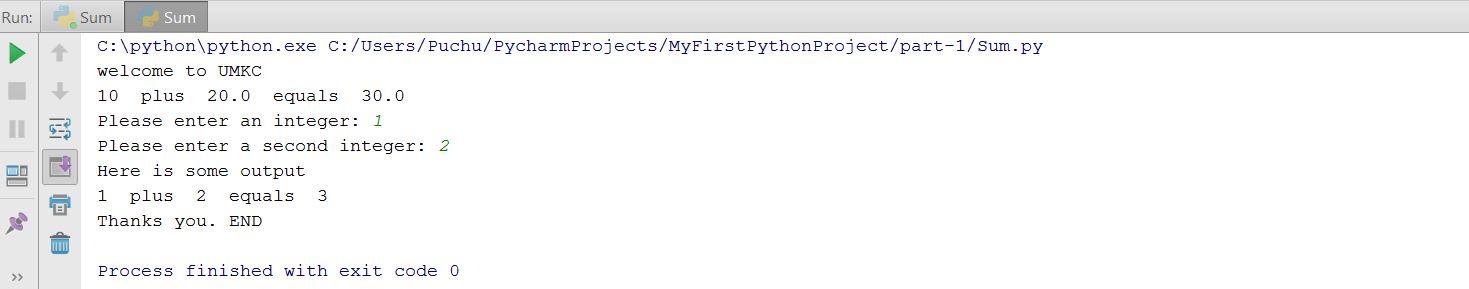 Run: Sum Sum
C:\python\python.exe C:/Users/Puchu/PycharmProjects/MyFirstPythonProject/part-1/Sum.py
welcome to UMKC
10  plus  20.0  equals  30.0
Please enter an integer: 1
Please enter a second integer: 2
Here is some output
1  plus  2  equals  3
Thanks you. END
Process finished with exit code 0